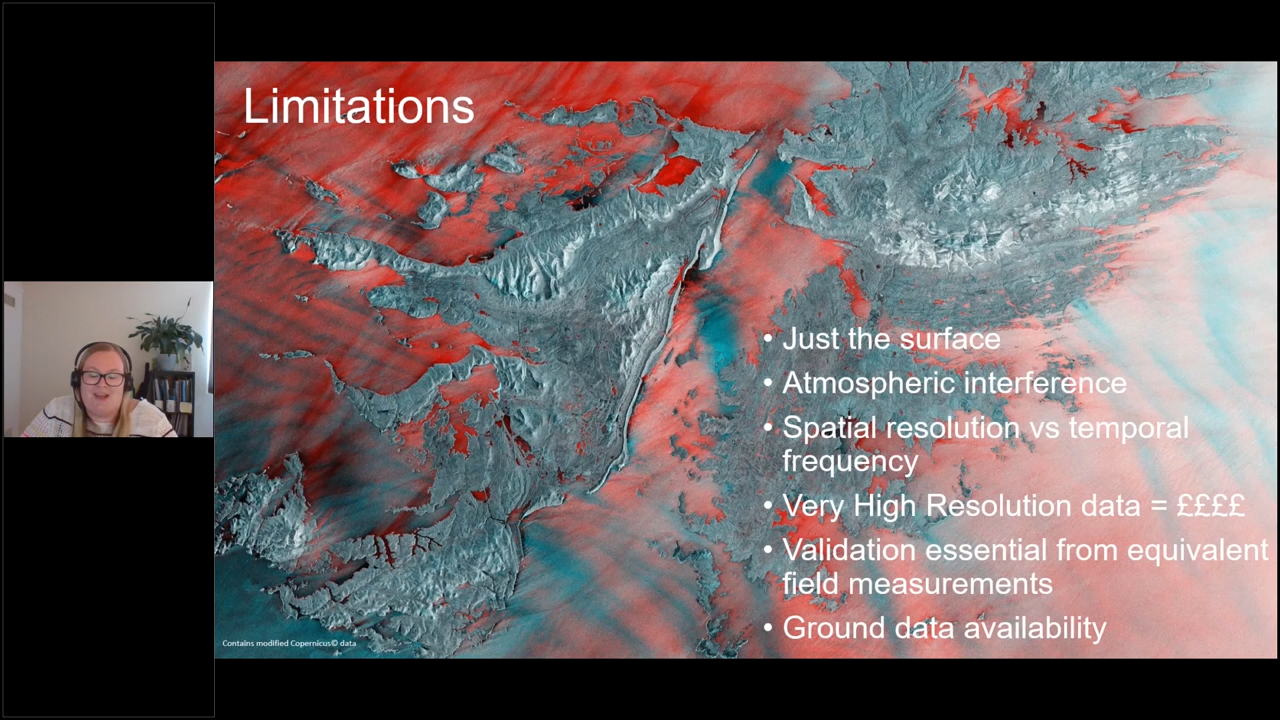 Limitations
• Just the surface
• Atmospheric interference
• Spatial resolution vs temporal
frequency
• Very High Resolution data = ££££
• Validation essential from equivalent
field measurements
• Ground data availability
Contains modified Copernicus© data